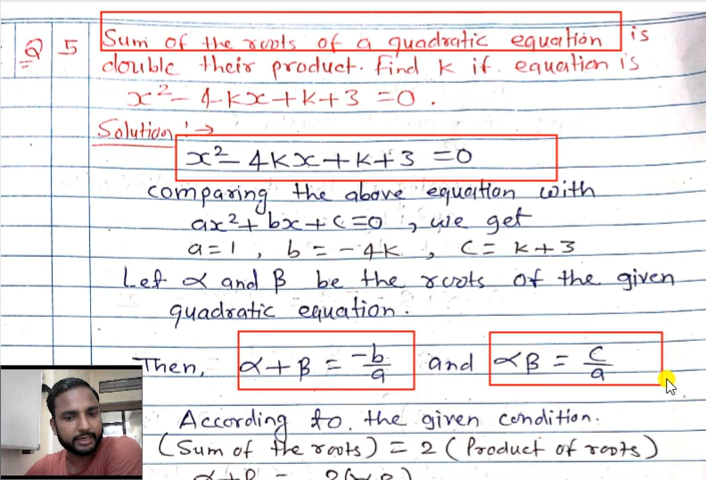 Q 5 Sum of the roots of a quadratic equation is
double their product. find k if equation is
x² - 4kx + k + 3 = 0 .
Solution :→
x² - 4kx + k + 3 = 0
comparing the above equation with
ax² + bx + c = 0 , we get
a = 1 , b = -4k , c = k + 3
Let α and β be the roots of the given
quadratic equation.
Then, α + β = -b/a and αβ = c/a
According to the given condition.
(Sum of the roots) = 2 (Product of roots)
α + β = 2(αβ)